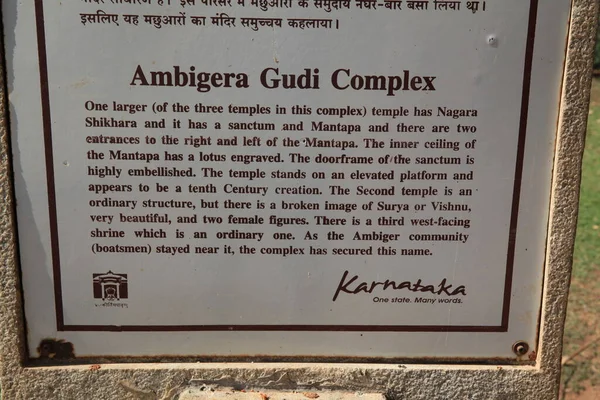 इसलिए यह मछुआरों का मंदिर समुच्चय कहलाया।
Ambigera Gudi Complex
One larger (of the three temples in this complex) temple has Nagara
Shikhara and it has a sanctum and Mantapa and there are two
entrances to the right and left of the Mantapa. The inner ceiling of
the Mantapa has a lotus engraved. The doorframe of the sanctum is
highly embellished. The temple stands on an elevated platform and
appears to be a tenth Century creation. The Second temple is an
ordinary structure, but there is a broken image of Surya or Vishnu,
very beautiful, and two female figures. There is a third west-facing
shrine which is an ordinary one. As the Ambiger community
(boatsmen) stayed near it, the complex has secured this name.
Karnataka
One state. Many words.